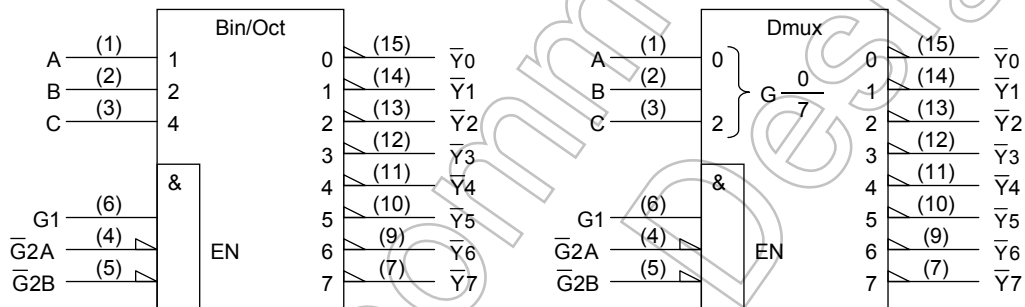 Bin/Oct
A (1) 1 0 (15) Y̅0
B (2) 2 1 (14) Y̅1
C (3) 4 2 (13) Y̅2
3 (12) Y̅3
& 4 (11) Y̅4
G1 (6) 5 (10) Y̅5
G̅2A (4) EN 6 (9) Y̅6
G̅2B (5) 7 (7) Y̅7
Dmux
A (1) 0 0 (15) Y̅0
B (2) G 0/7 1 (14) Y̅1
C (3) 2 2 (13) Y̅2
3 (12) Y̅3
& 4 (11) Y̅4
G1 (6) 5 (10) Y̅5
G̅2A (4) EN 6 (9) Y̅6
G̅2B (5) 7 (7) Y̅7